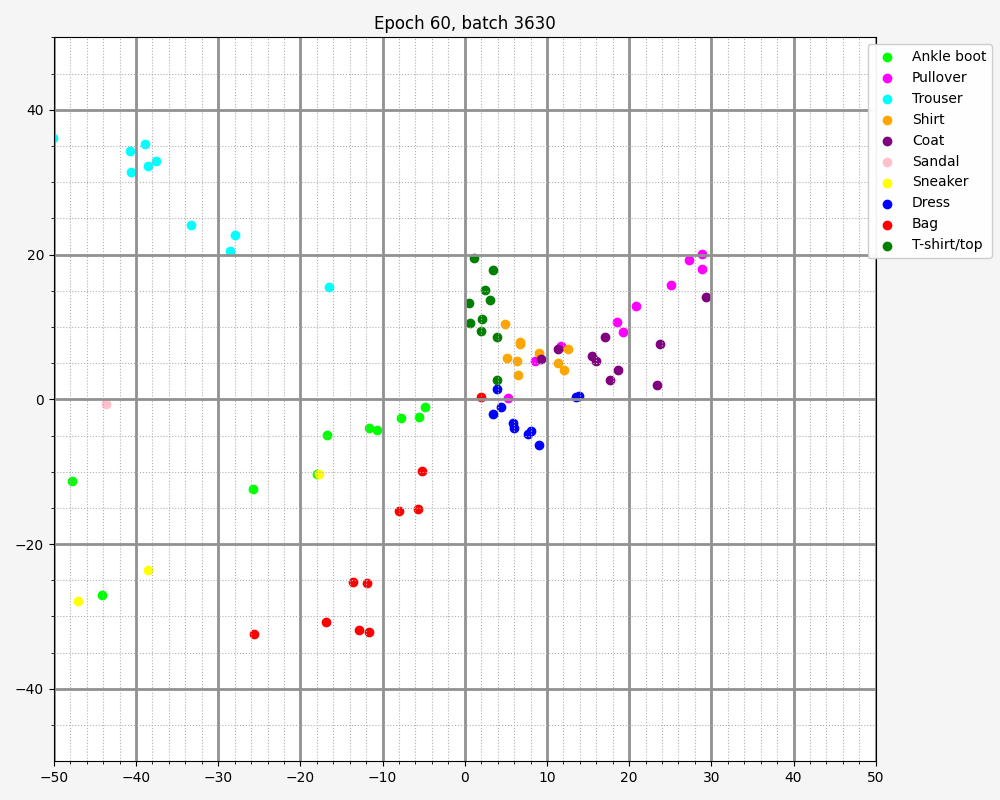 Epoch 60, batch 3630
Ankle boot
Pullover
Trouser
Shirt
Coat
Sandal
Sneaker
Dress
Bag
T-shirt/top
40
20
0
−20
−40
−50 −40 −30 −20 −10 0 10 20 30 40 50